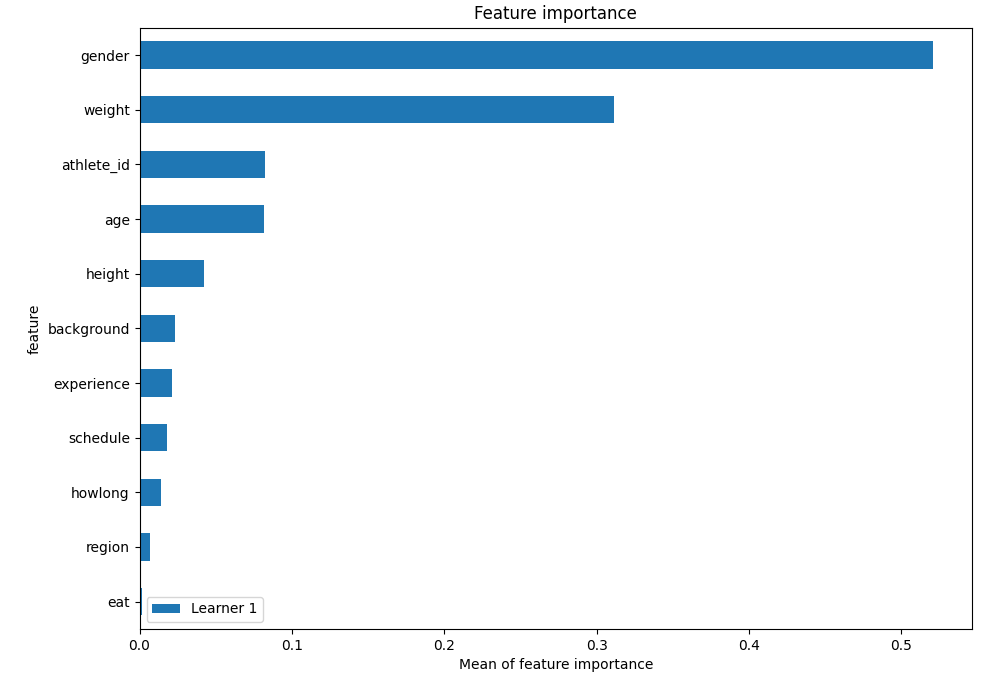 Feature importance
feature
gender
weight
athlete_id
age
height
background
experience
schedule
howlong
region
eat
Learner 1
0.0 0.1 0.2 0.3 0.4 0.5
Mean of feature importance